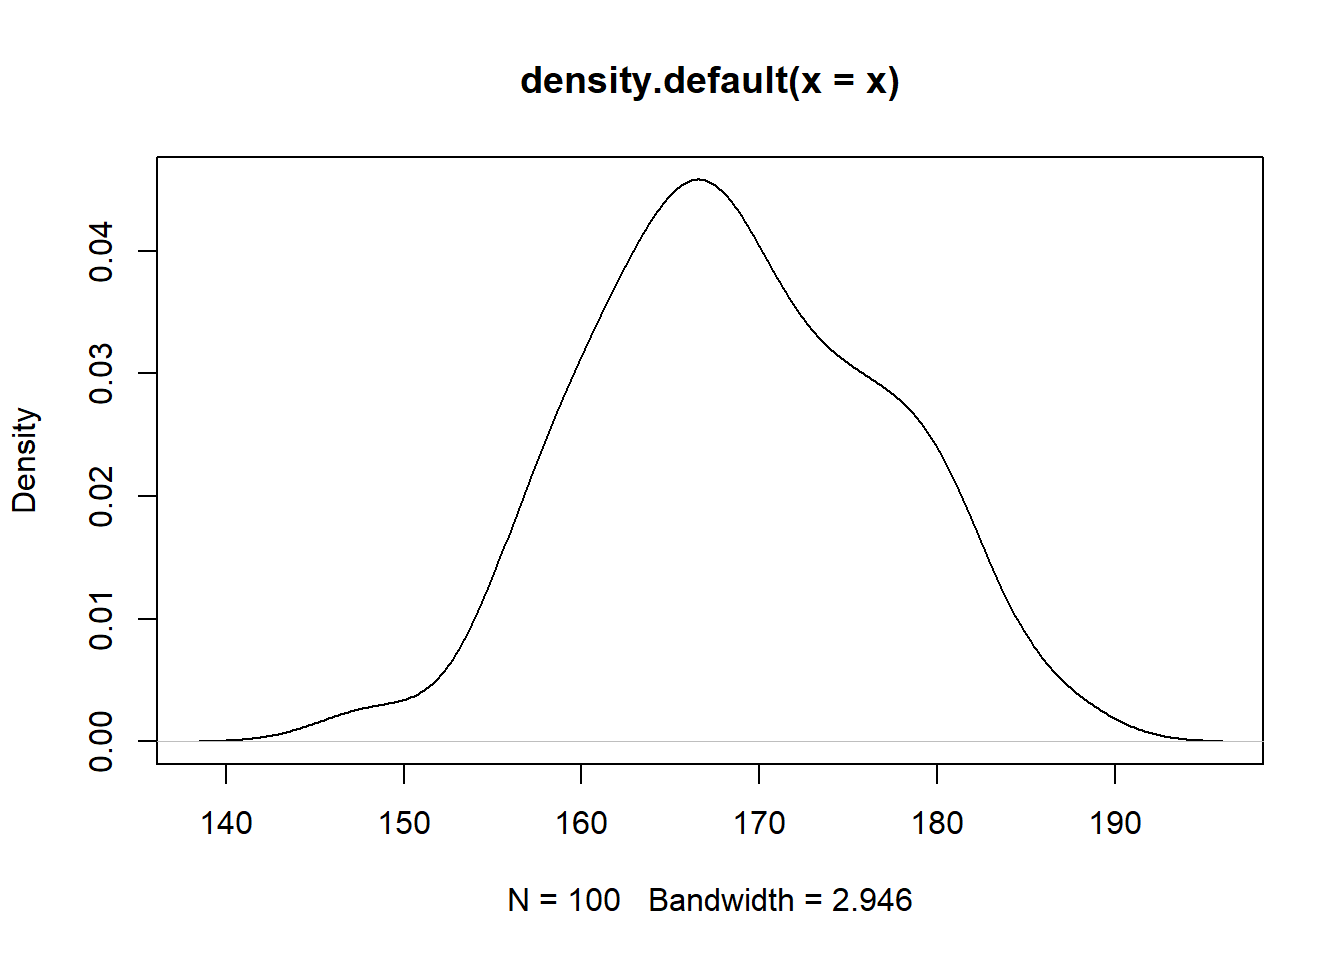 density.default(x = x)
Density
0.04
0.03
0.02
0.01
0.00
140 150 160 170 180 190
N = 100   Bandwidth = 2.946